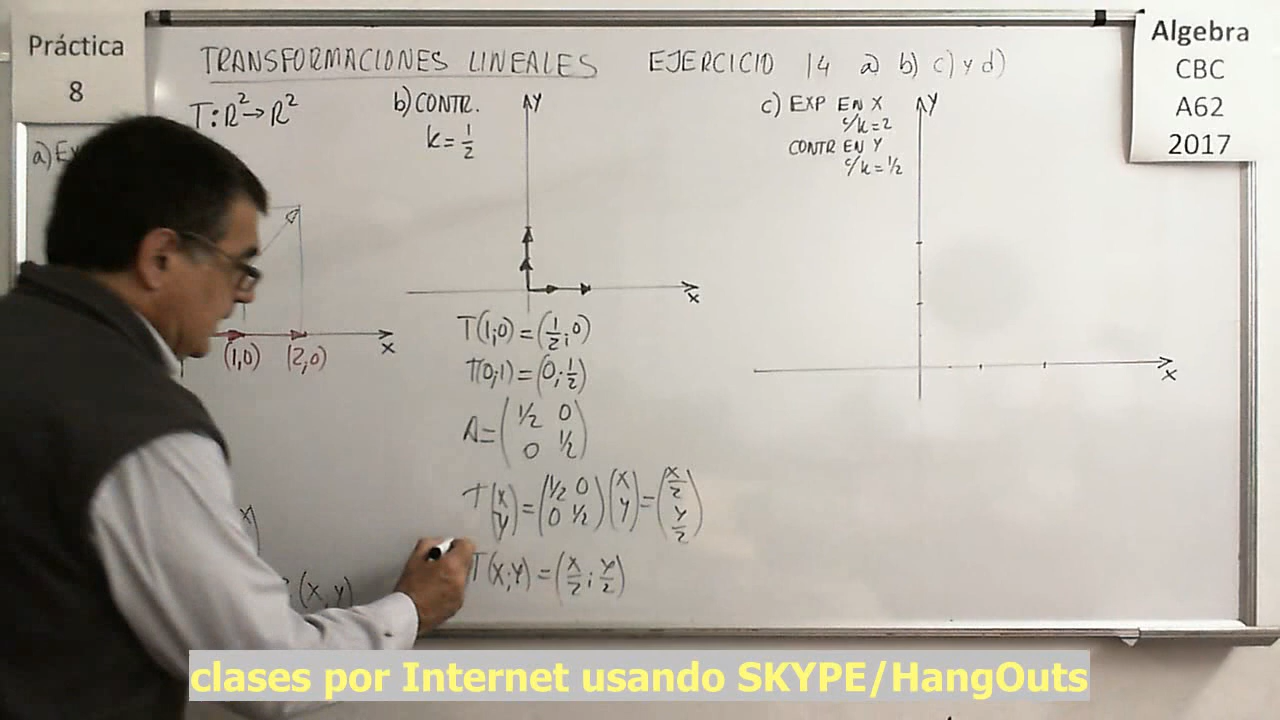 Práctica
8
Algebra
CBC
A62
2017
TRANSFORMACIONES LINEALES EJERCICIO 14 a) b) c) y d)
T: R² → R²
a) Ex
(1,0) (2,0)
x
(x, y)
b) CONTR.
k = 1/2
y
x
T(1;0) = (1/2;0)
T(0;1) = (0;1/2)
A = (1/2 0
0 1/2)
T(x y) = (1/2 0 0 1/2)(x y) = (x/2 y/2)
T(x;y) = (x/2; y/2)
c) EXP EN X
c/k=2
CONTR EN Y
c/k=1/2
y
x
clases por Internet usando SKYPE/HangOuts